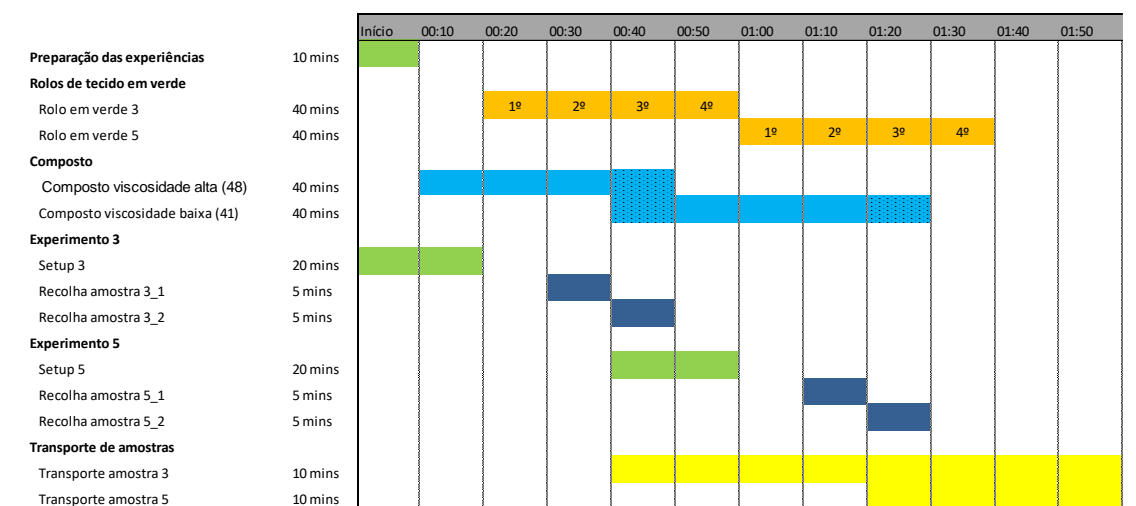 Início 00:10 00:20 00:30 00:40 00:50 01:00 01:10 01:20 01:30 01:40 01:50
Preparação das experiências 10 mins
Rolos de tecido em verde
Rolo em verde 3 40 mins 1º 2º 3º 4º
Rolo em verde 5 40 mins 1º 2º 3º 4º
Composto
Composto viscosidade alta (48) 40 mins
Composto viscosidade baixa (41) 40 mins
Experimento 3
Setup 3 20 mins
Recolha amostra 3_1 5 mins
Recolha amostra 3_2 5 mins
Experimento 5
Setup 5 20 mins
Recolha amostra 5_1 5 mins
Recolha amostra 5_2 5 mins
Transporte de amostras
Transporte amostra 3 10 mins
Transporte amostra 5 10 mins